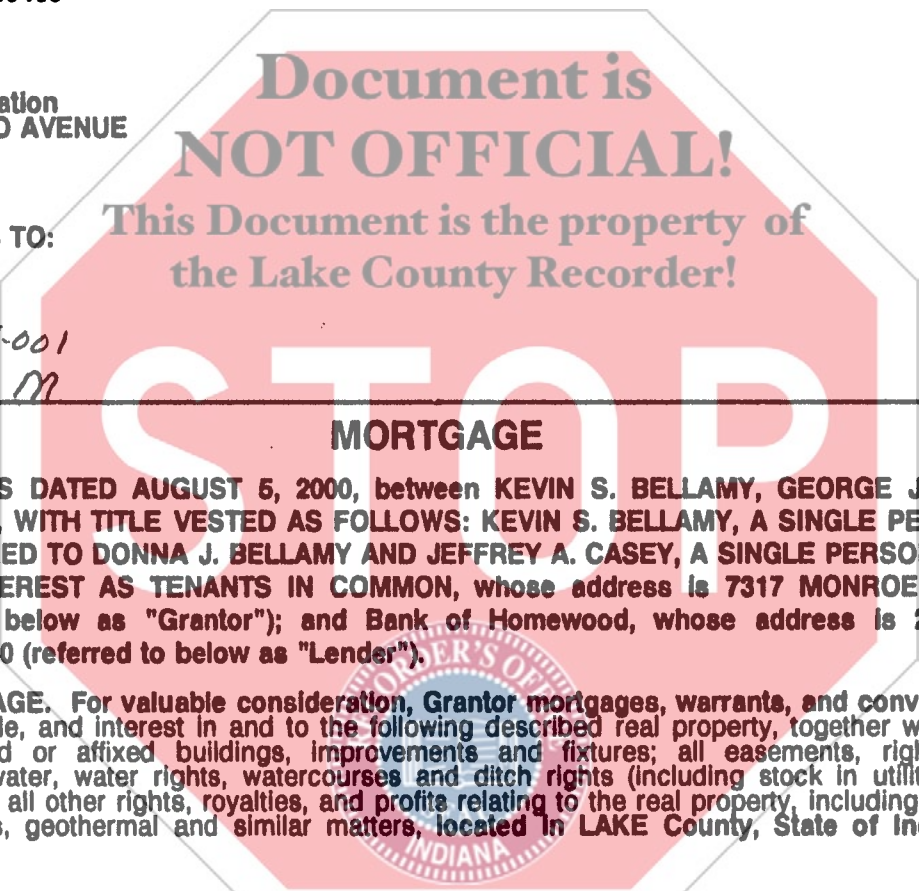 ation
AVENUE
Document is
NOT OFFICIAL!
This Document is the property of
the Lake County Recorder!
TO:
-001
M
STOP
MORTGAGE
DATED AUGUST 5, 2000, between KEVIN S. BELLAMY, GEORGE
WITH TITLE VESTED AS FOLLOWS: KEVIN S. BELLAMY, A SINGLE PE
ED TO DONNA J. BELLAMY AND JEFFREY A. CASEY, A SINGLE PERSO
EREST AS TENANTS IN COMMON, whose address is 7317 MONROE
below as "Grantor"); and Bank of Homewood, whose address is
0 (referred to below as "Lender").
AGE. For valuable consideration, Grantor mortgages, warrants, and conv
le, and interest in and to the following described real property, together w
d or affixed buildings, improvements and fixtures; all easements, rig
vater, water rights, watercourses and ditch rights (including stock in utilit
all other rights, royalties, and profits relating to the real property, including
s, geothermal and similar matters, located in LAKE County, State of In
RECORDER'S OFFICE
INDIANA